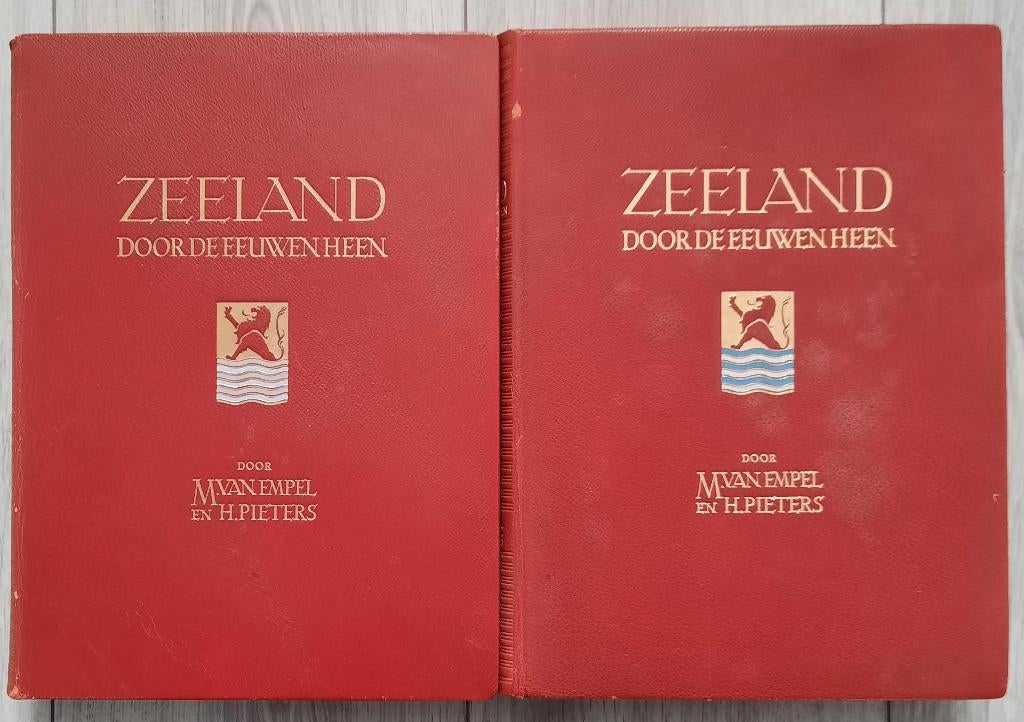 ZEELAND
DOOR DE EEUWEN HEEN
DOOR
M. VAN EMPEL
EN H. PIETERS
ZEELAND
DOOR DE EEUWEN HEEN
DOOR
M. VAN EMPEL
EN H. PIETERS